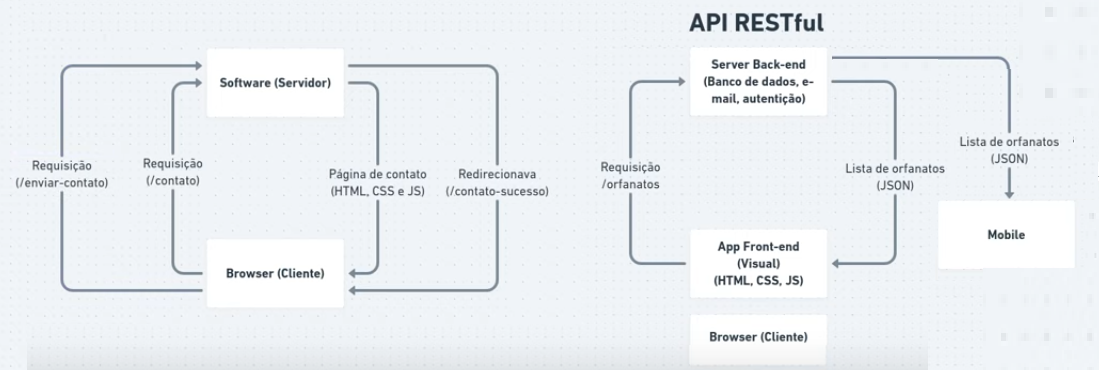 API RESTful
Software (Servidor)
Requisição
(/enviar-contato)
Requisição
(/contato)
Página de contato
(HTML, CSS e JS)
Redirecionava
(/contato-sucesso)
Browser (Cliente)
Server Back-end
(Banco de dados, e-
mail, autentição)
Requisição
/orfanatos
Lista de orfanatos
(JSON)
Lista de orfanatos
(JSON)
Mobile
App Front-end
(Visual)
(HTML, CSS, JS)
Browser (Cliente)